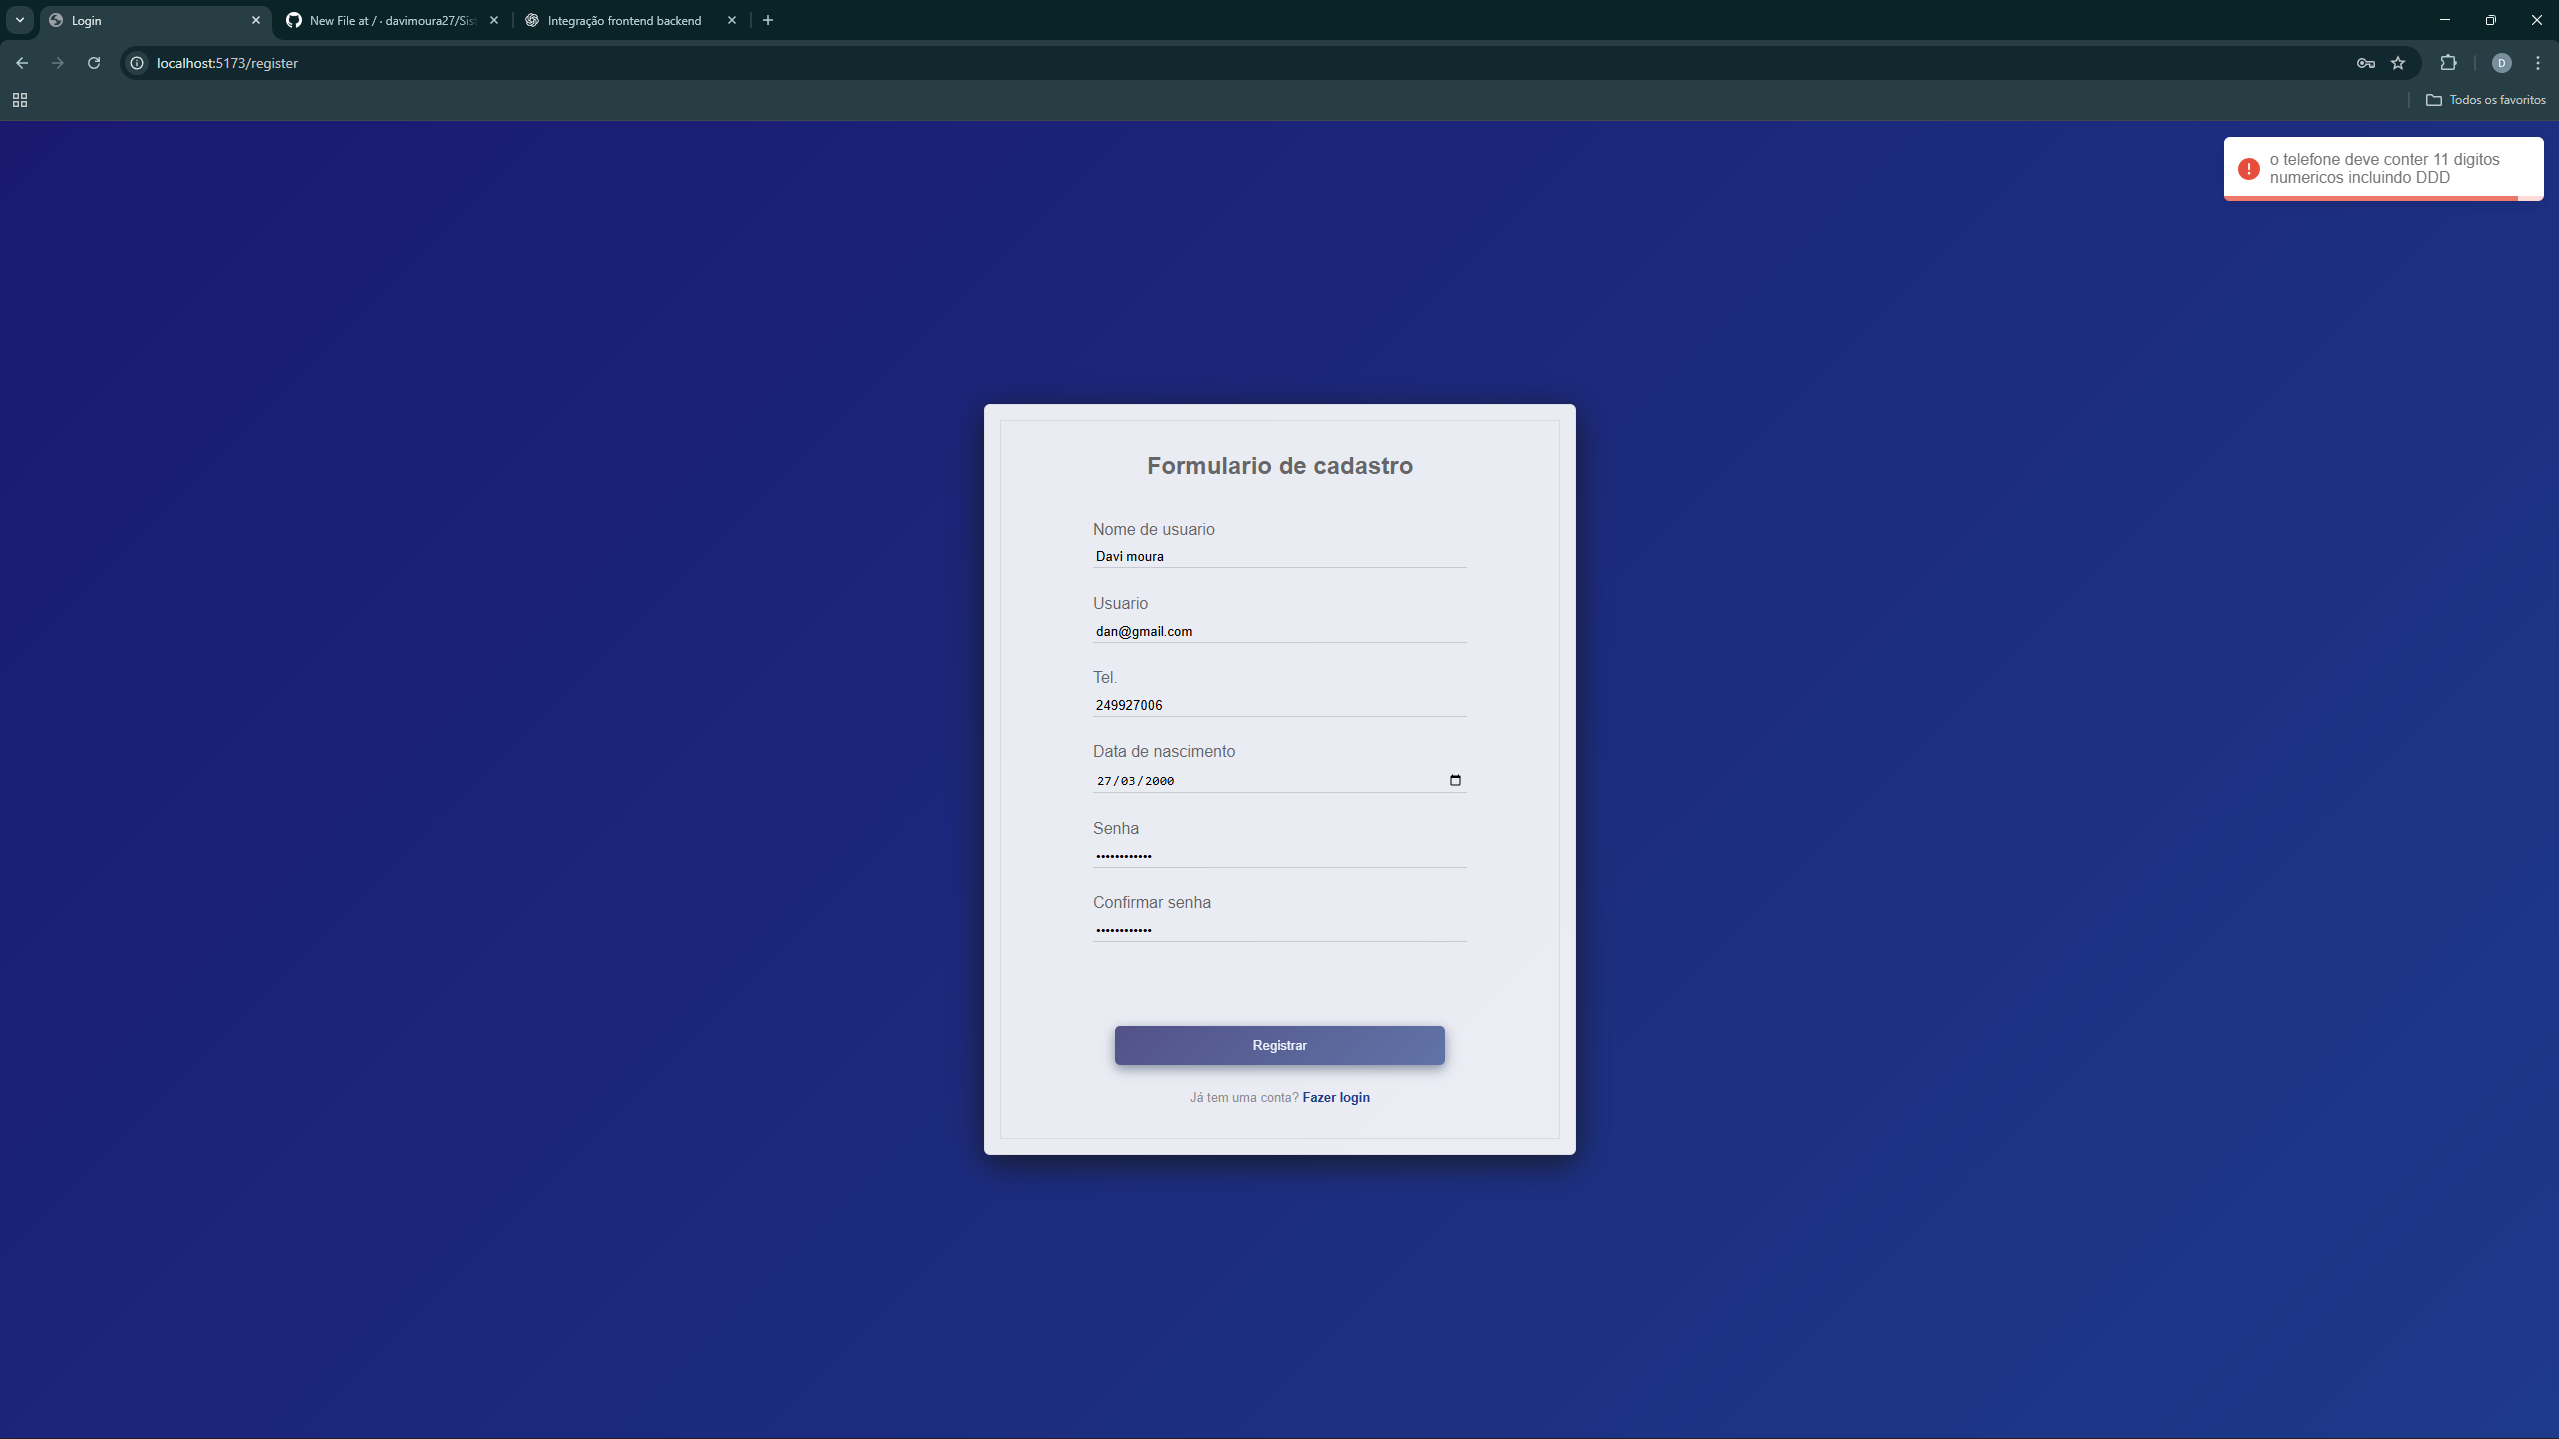 Login
New File at / · davimoura27/Sis
Integração frontend backend
localhost:5173/register
D
Todos os favoritos
o telefone deve conter 11 digitos
numericos incluindo DDD
Formulario de cadastro
Nome de usuario
Davi moura
Usuario
dan@gmail.com
Tel.
249927006
Data de nascimento
27/03/2000
Senha
••••••••••••
Confirmar senha
••••••••••••
Registrar
Já tem uma conta? Fazer login